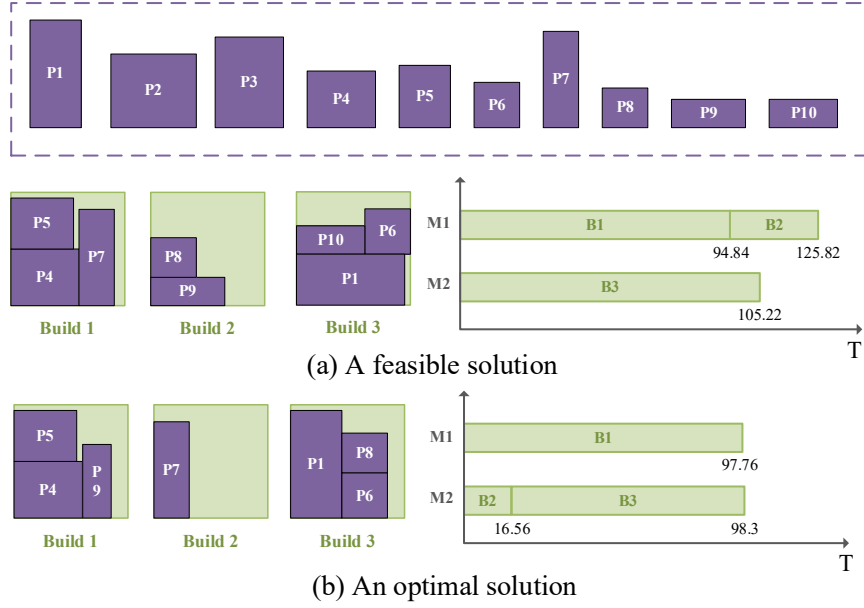 P1 P2 P3 P4 P5 P6 P7 P8 P9 P10
P5 P4 P7
Build 1
P8 P9
Build 2
P10 P6 P1
Build 3
M1 B1 B2
94.84 125.82
M2 B3
105.22
T
(a) A feasible solution
P5 P4 P
9
Build 1
P7
Build 2
P1 P8 P6
Build 3
M1 B1
97.76
M2 B2 B3
16.56 98.3
T
(b) An optimal solution